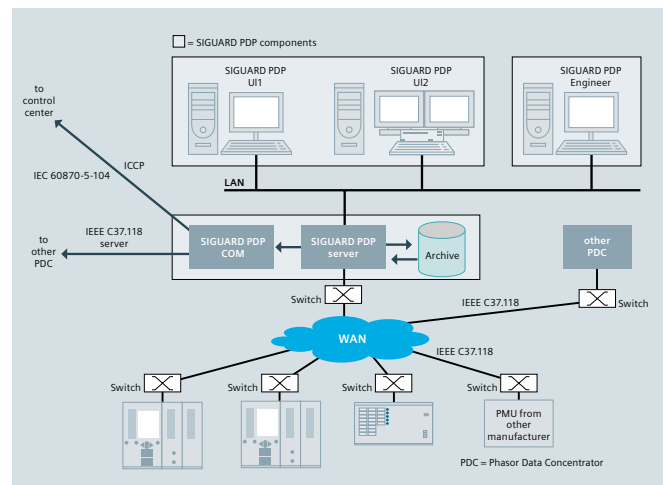 = SIGUARD PDP components
SIGUARD PDP
UI1
SIGUARD PDP
UI2
SIGUARD PDP
Engineer
to
control
center
ICCP
IEC 60870-5-104
LAN
IEEE C37.118
server
to
other
PDC
SIGUARD PDP
COM
SIGUARD PDP
server
Archive
other
PDC
Switch
IEEE C37.118
Switch
WAN
IEEE C37.118
Switch
Switch
Switch
Switch
PMU from
other
manufacturer
PDC = Phasor Data Concentrator